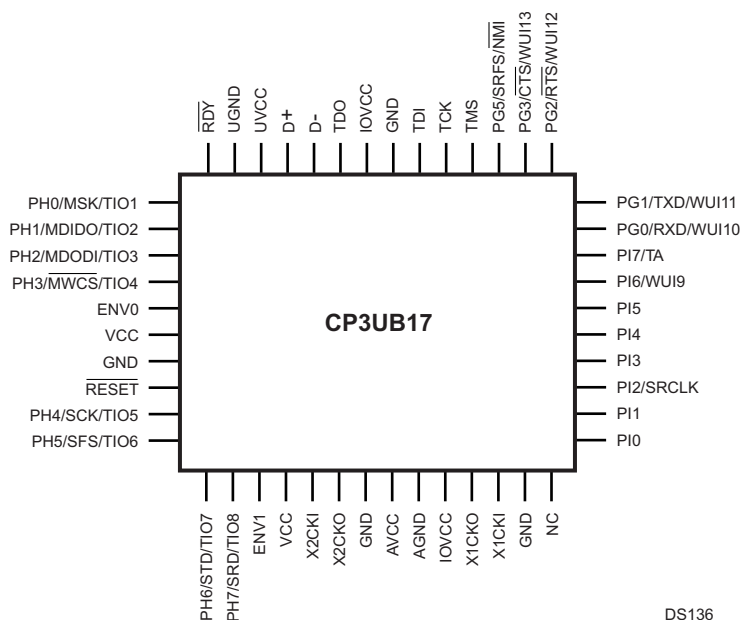 RDY
UGND
UVCC
D+
D-
TDO
IOVCC
GND
TDI
TCK
TMS
PG5/SRFS/NMI
PG3/CTS/WUI13
PG2/RTS/WUI12
PH0/MSK/TIO1
PH1/MDIDO/TIO2
PH2/MDODI/TIO3
PH3/MWCS/TIO4
ENV0
VCC
GND
RESET
PH4/SCK/TIO5
PH5/SFS/TIO6
CP3UB17
PG1/TXD/WUI11
PG0/RXD/WUI10
PI7/TA
PI6/WUI9
PI5
PI4
PI3
PI2/SRCLK
PI1
PI0
PH6/STD/TIO7
PH7/SRD/TIO8
ENV1
VCC
X2CKI
X2CKO
GND
AVCC
AGND
IOVCC
X1CKO
X1CKI
GND
NC
DS136